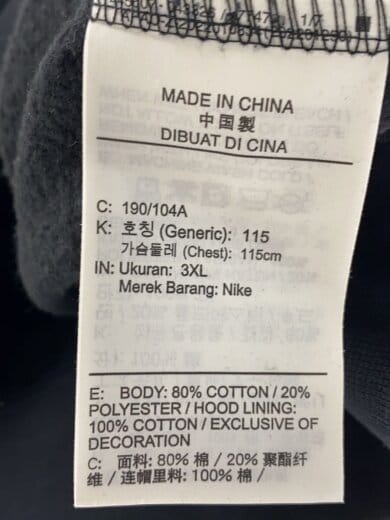 MADE IN CHINA
中国製
DIBUAT DI CINA
C: 190/104A
K: 호칭 (Generic): 115
가슴둘레 (Chest): 115cm
IN: Ukuran: 3XL
Merek Barang: Nike
E: BODY: 80% COTTON / 20%
POLYESTER / HOOD LINING:
100% COTTON / EXCLUSIVE OF
DECORATION
C: 面料: 80% 棉 / 20% 聚酯纤
维 / 连帽里料: 100% 棉 /